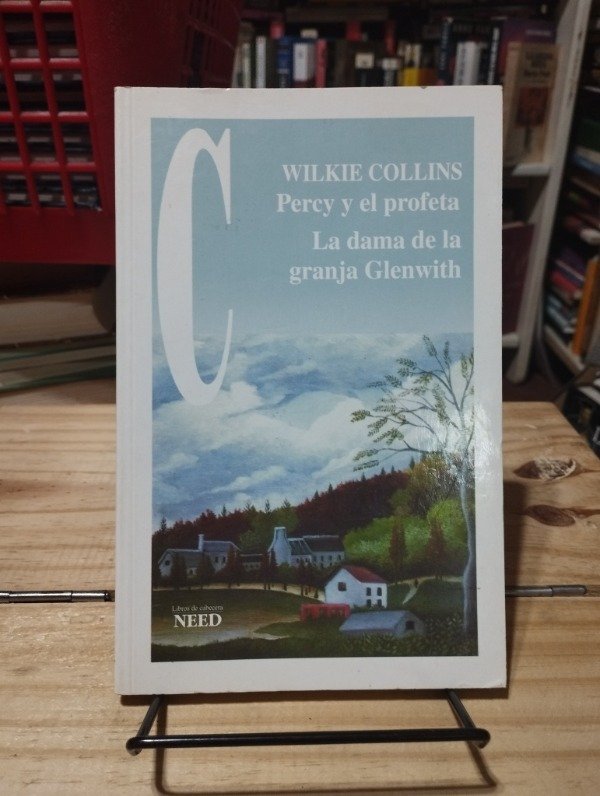 C
WILKIE COLLINS
Percy y el profeta
La dama de la
granja Glenwith
Libros de cabecera
NEED